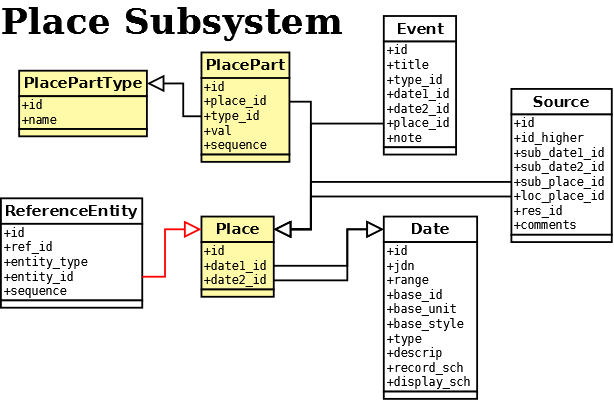 Place Subsystem
PlacePartType
+id
+name
PlacePart
+id
+place_id
+type_id
+val
+sequence
Event
+id
+title
+type_id
+date1_id
+date2_id
+place_id
+note
Source
+id
+id_higher
+sub_date1_id
+sub_date2_id
+sub_place_id
+loc_place_id
+res_id
+comments
ReferenceEntity
+id
+ref_id
+entity_type
+entity_id
+sequence
Place
+id
+date1_id
+date2_id
Date
+id
+jdn
+range
+base_id
+base_unit
+base_style
+type
+descrip
+record_sch
+display_sch